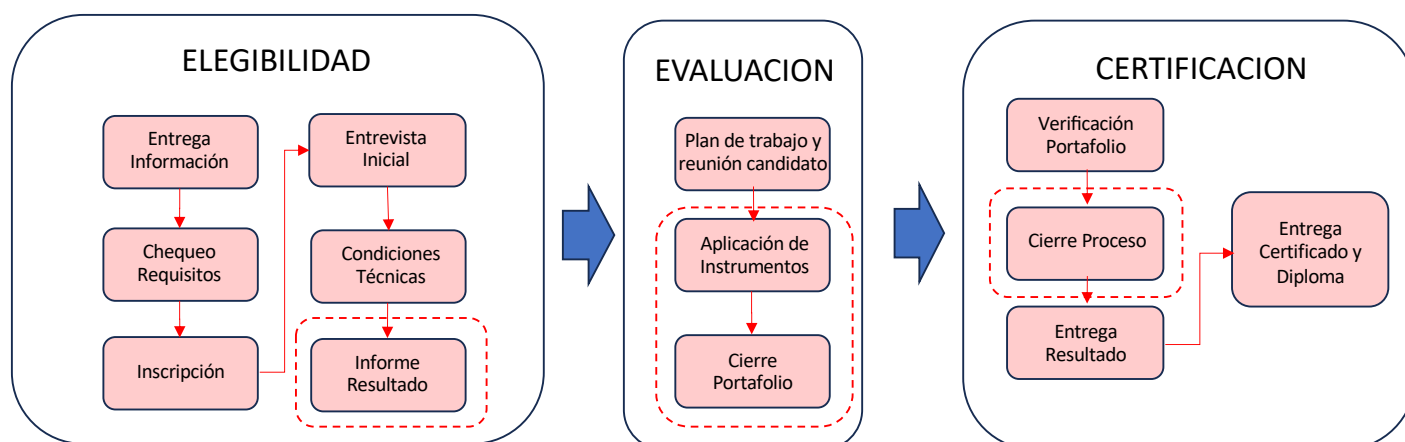 ELEGIBILIDAD
Entrega
Información
Chequeo
Requisitos
Inscripción
Entrevista
Inicial
Condiciones
Técnicas
Informe
Resultado
EVALUACION
Plan de trabajo y
reunión candidato
Aplicación de
Instrumentos
Cierre
Portafolio
CERTIFICACION
Verificación
Portafolio
Cierre Proceso
Entrega
Resultado
Entrega
Certificado y
Diploma